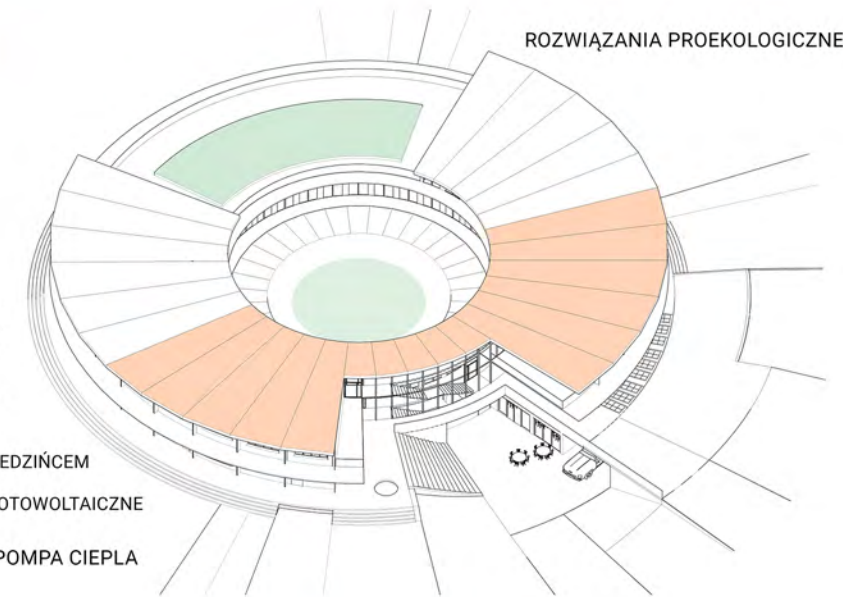 ROZWIĄZANIA PROEKOLOGICZNE
EDZIŃCEM
OTOWOLTAICZNE
POMPA CIEPLA